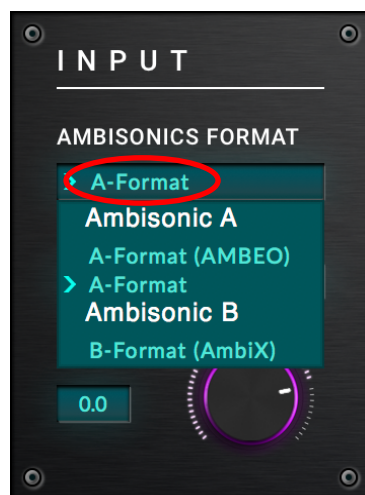 INPUT
AMBISONICS FORMAT
A-Format
Ambisonic A
A-Format (AMBEO)
A-Format
Ambisonic B
B-Format (AmbiX)
0.0